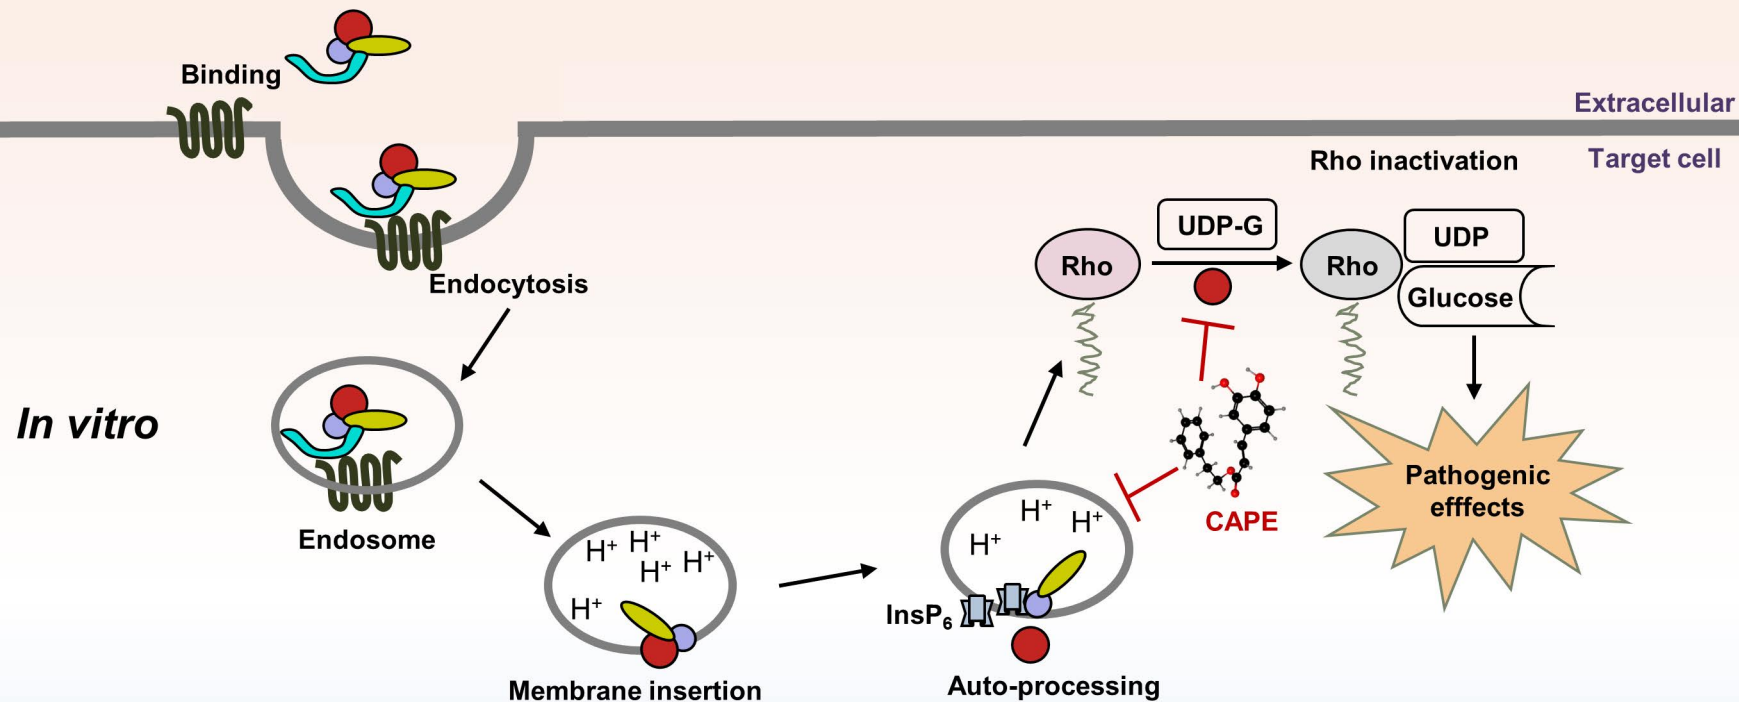 Binding
Extracellular
Target cell
Rho inactivation
UDP-G
UDP
Rho
Rho
Glucose
Endocytosis
In vitro
Pathogenic
efffects
CAPE
Endosome
H⁺ H⁺
H⁺ H⁺
H⁺
H⁺ H⁺
H⁺
InsP₆
Membrane insertion
Auto-processing